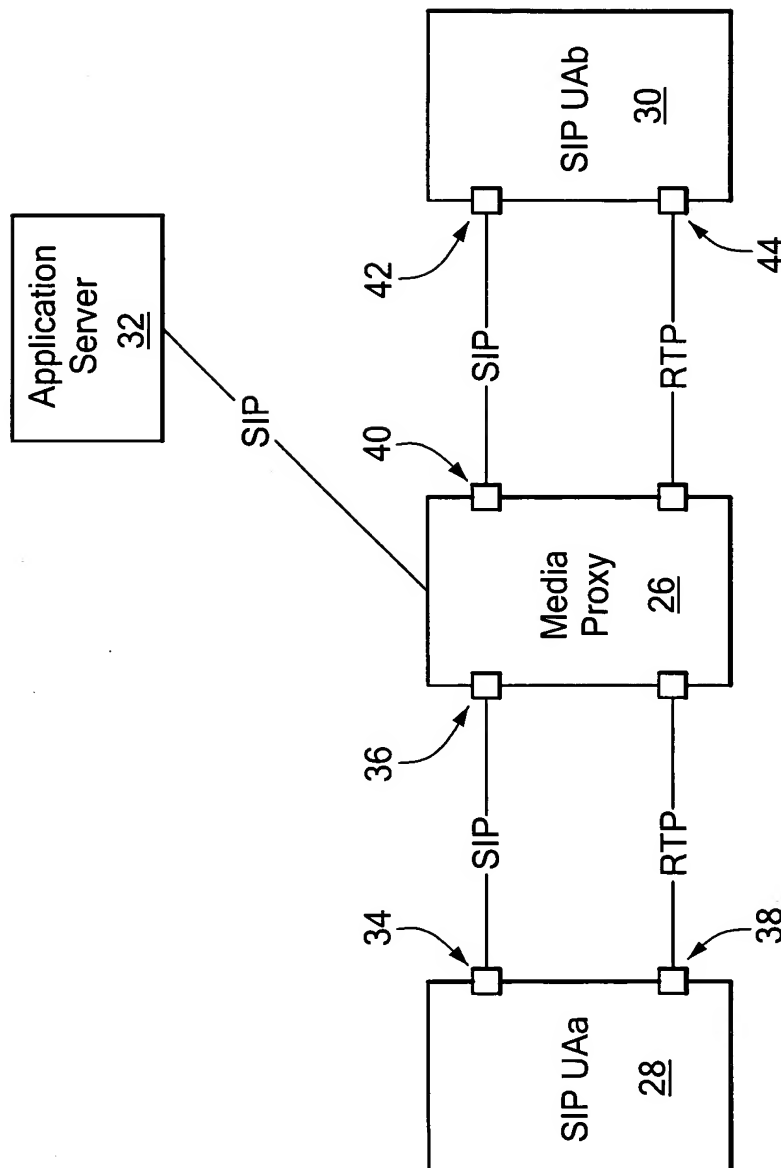 Application
Server
32
SIP
34
36
40
42
SIP
SIP
SIP UAa
28
Media
Proxy
26
SIP UAb
30
RTP
RTP
38
44